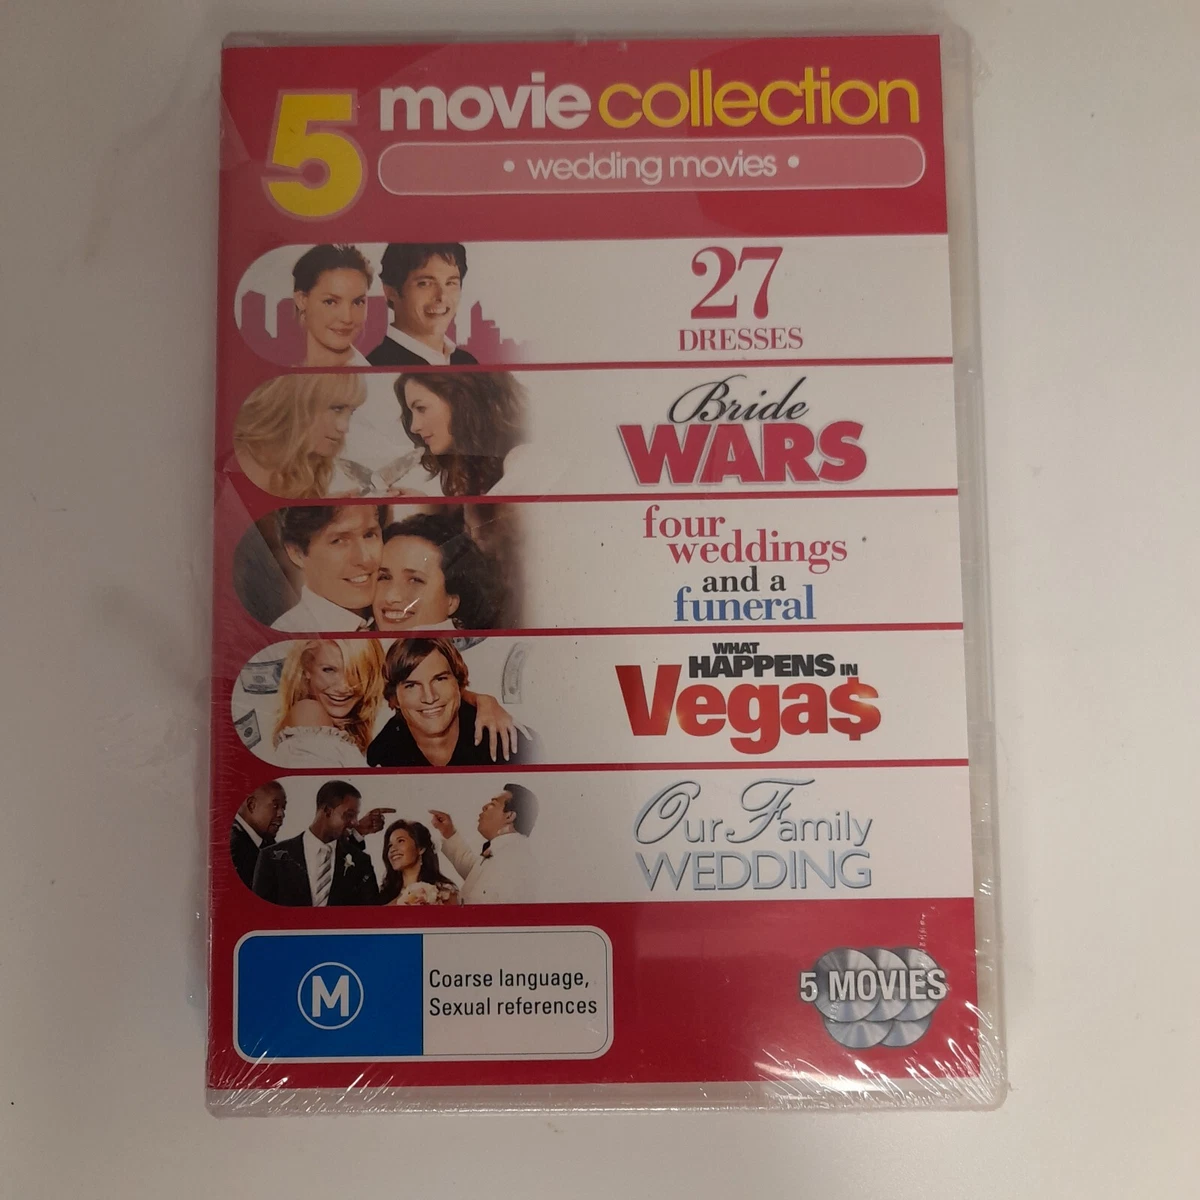 5 movie collection
• wedding movies •
27
DRESSES
Bride
WARS
four
weddings
and a
funeral
WHAT
HAPPENS IN
Vega$
Our Family
WEDDING
M
Coarse language,
Sexual references
5 MOVIES